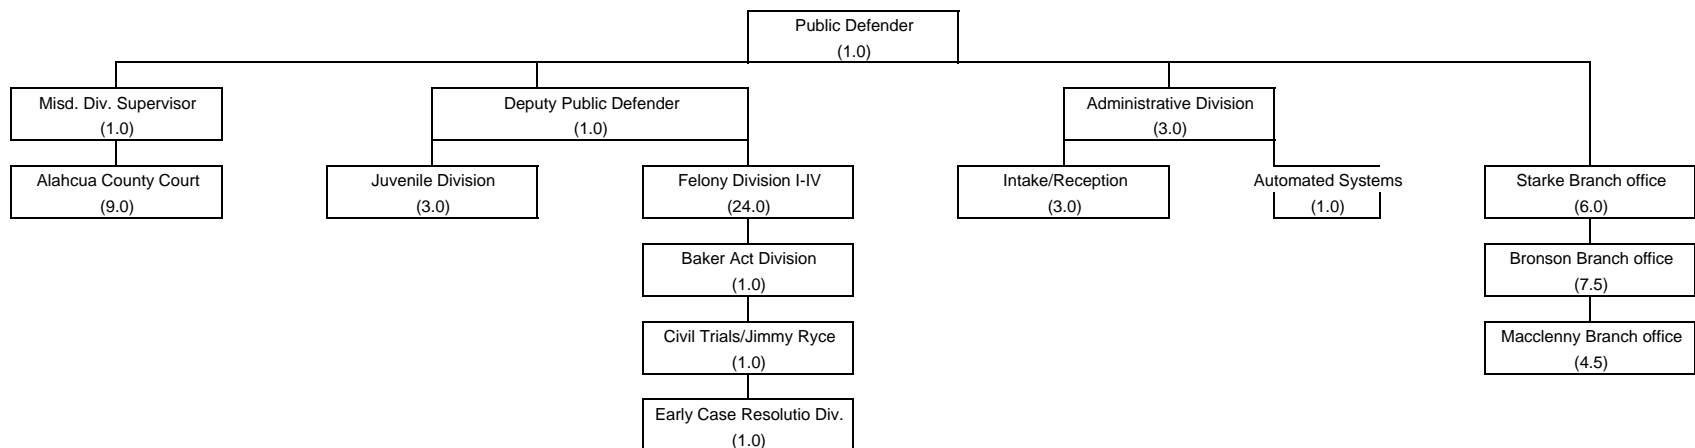 Public Defender
(1.0)
Misd. Div. Supervisor
(1.0)
Deputy Public Defender
(1.0)
Administrative Division
(3.0)
Alahcua County Court
(9.0)
Juvenile Division
(3.0)
Felony Division I-IV
(24.0)
Intake/Reception
(3.0)
Automated Systems
(1.0)
Starke Branch office
(6.0)
Baker Act Division
(1.0)
Bronson Branch office
(7.5)
Civil Trials/Jimmy Ryce
(1.0)
Macclenny Branch office
(4.5)
Early Case Resolutio Div.
(1.0)